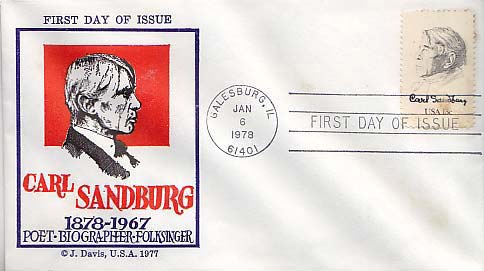 FIRST DAY OF ISSUE
CARL SANDBURG
1878-1967
POET-BIOGRAPHER-FOLKSINGER
© J. Davis, U.S.A. 1977
GALESBURG, IL
JAN
6
1978
61401
Carl Sandburg
USA 13c
FIRST DAY OF ISSUE